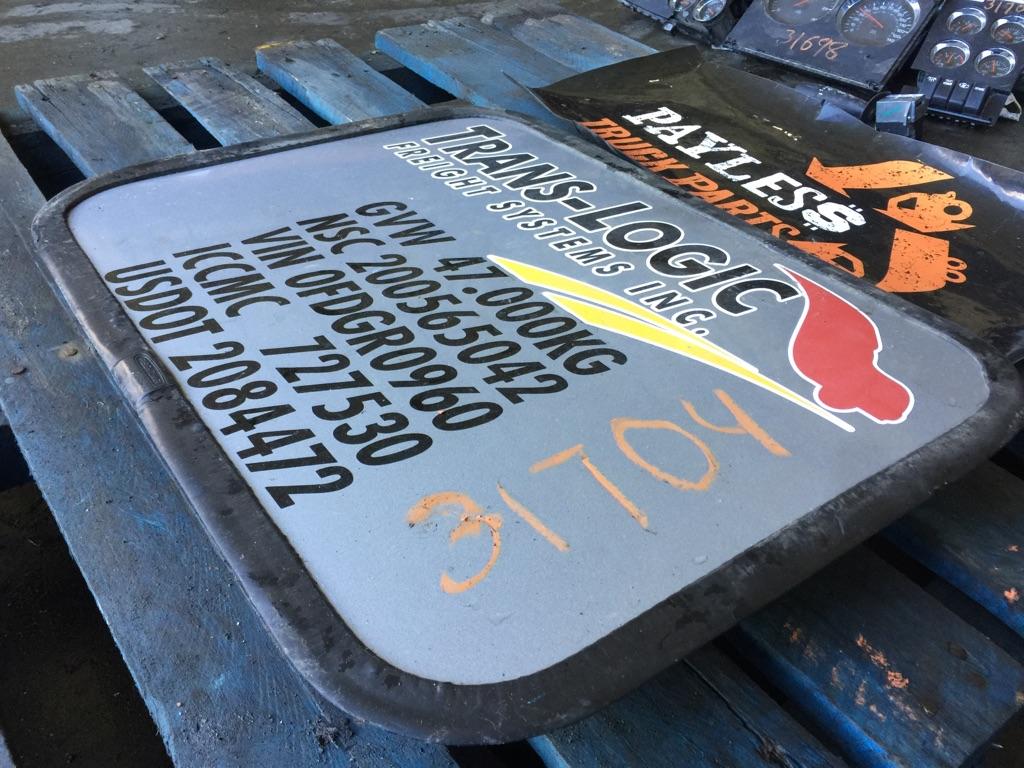 TRANS-LOGIC
FREIGHT SYSTEMS INC.
GVW 47.000KG
NSC 200565042
VIN 0FDGR0960
ICCMC 727530
USDOT 2084472
31704
PAYLESS
TRUCK PARTS
31698